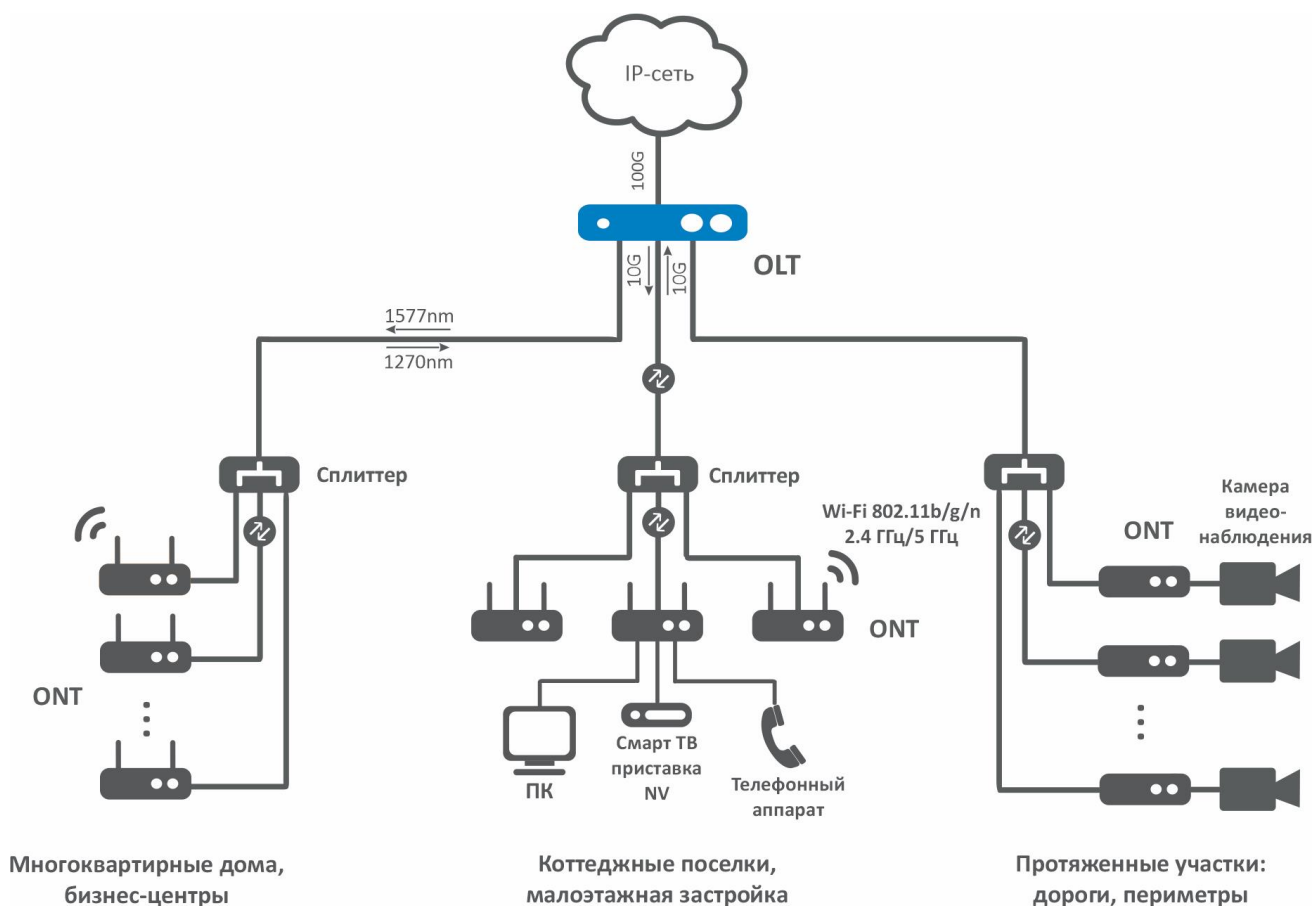 IP-сеть
100G
OLT
10G
10G
1577nm
1270nm
Сплиттер
Сплиттер
Wi-Fi 802.11b/g/n
2.4 ГГц/5 ГГц
ONT
Камера
видео-
наблюдения
ONT
ONT
ПК
Смарт ТВ
приставка
NV
Телефонный
аппарат
Многоквартирные дома,
бизнес-центры
Коттеджные поселки,
малоэтажная застройка
Протяженные участки:
дороги, периметры